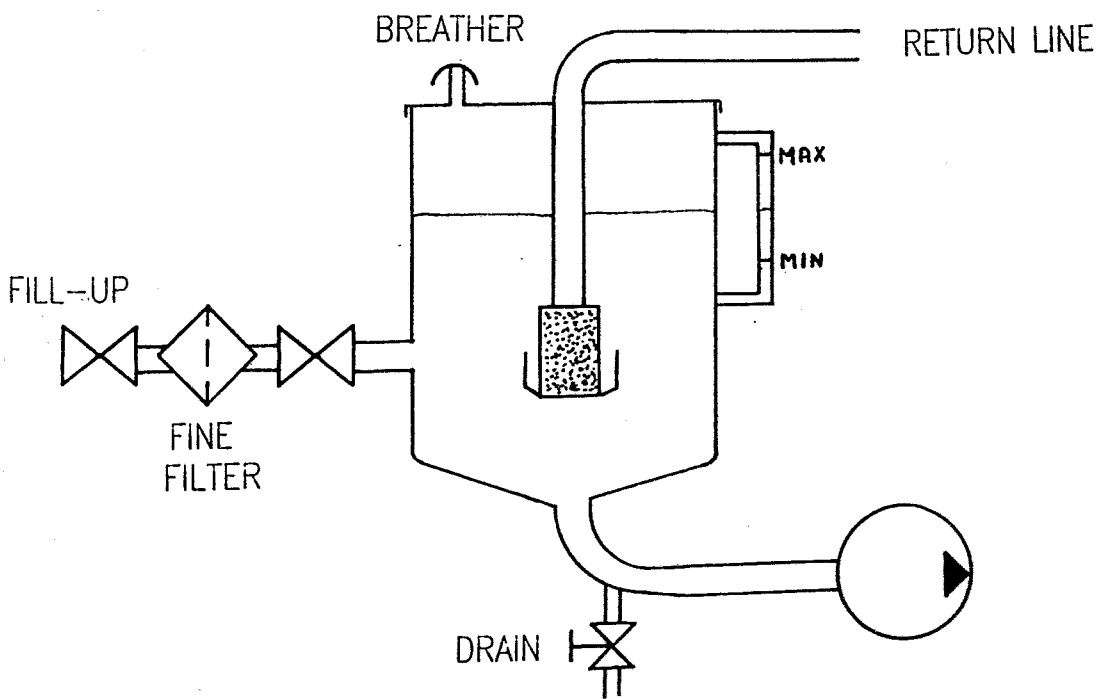 BREATHER
RETURN LINE
MAX
MIN
FILL-UP
FINE
FILTER
DRAIN